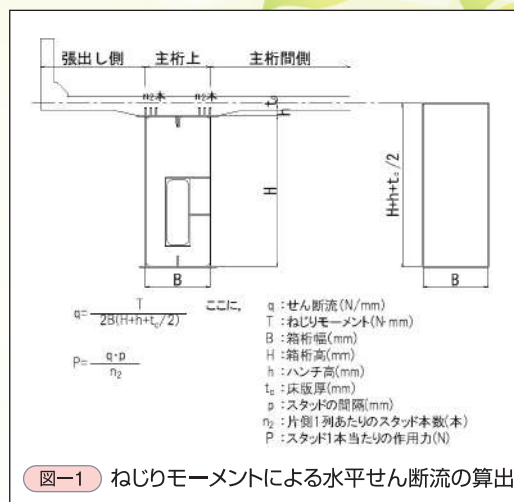 張出し側 主桁上 主桁間側
n₂本 n₂本
t꜀
h
H
H+h+t꜀/2
B B
q= T / 2B(H+h+t꜀/2) ここに,
P= q·p / n₂
q :せん断流(N/mm)
T :ねじりモーメント(N·mm)
B :箱桁幅(mm)
H :箱桁高(mm)
h :ハンチ高(mm)
t꜀ :床版厚(mm)
p :スタッドの間隔(mm)
n₂ :片側1列あたりのスタッド本数(本)
P :スタッド1本当たりの作用力(N)
図ー1 ねじりモーメントによる水平せん断流の算出